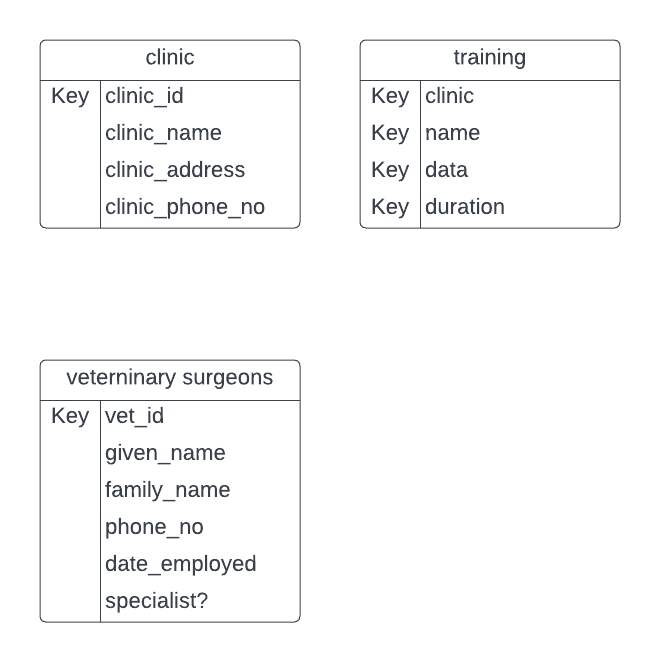 clinic
Key clinic_id
clinic_name
clinic_address
clinic_phone_no
training
Key clinic
Key name
Key data
Key duration
veterninary surgeons
Key vet_id
given_name
family_name
phone_no
date_employed
specialist?